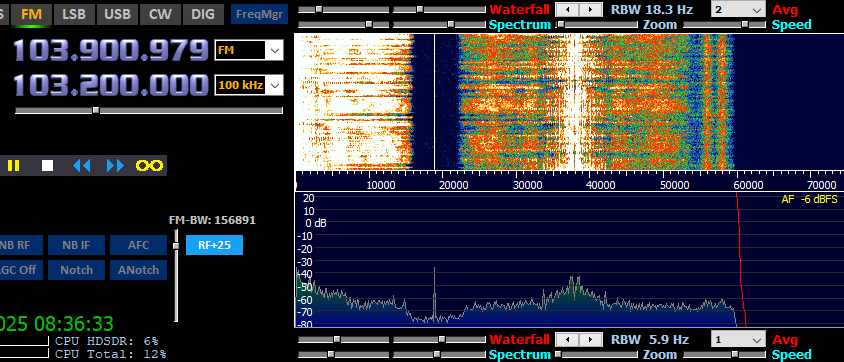 S FM LSB USB CW DIG FreqMgr
103.900.979 FM
103.200.000 100 kHz
Waterfall RBW 18.3 Hz 2 Avg
Spectrum Zoom Speed
10000 20000 30000 40000 50000 60000 70000
AF -6 dBFS
20
10
0 dB
-10
-20
-30
-40
-50
-60
-70
-80
FM-BW: 156891
NB RF NB IF AFC RF+25
AGC Off Notch ANotch
025 08:36:33
CPU HDSDR: 6%
CPU Total: 12%
Waterfall RBW 5.9 Hz 1 Avg
Spectrum Zoom Speed